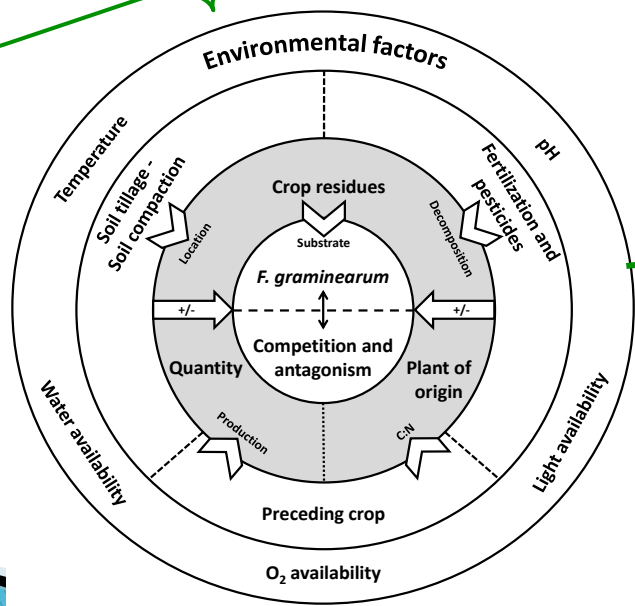 Environmental factors
Temperature
pH
Soil tillage -
Soil compaction
Fertilization and
pesticides
Crop residues
Location
Substrate
Decomposition
F. graminearum
+/-
+/-
Competition and
antagonism
Quantity
Plant of
origin
Production
C:N
Water availability
Light availability
Preceding crop
O₂ availability